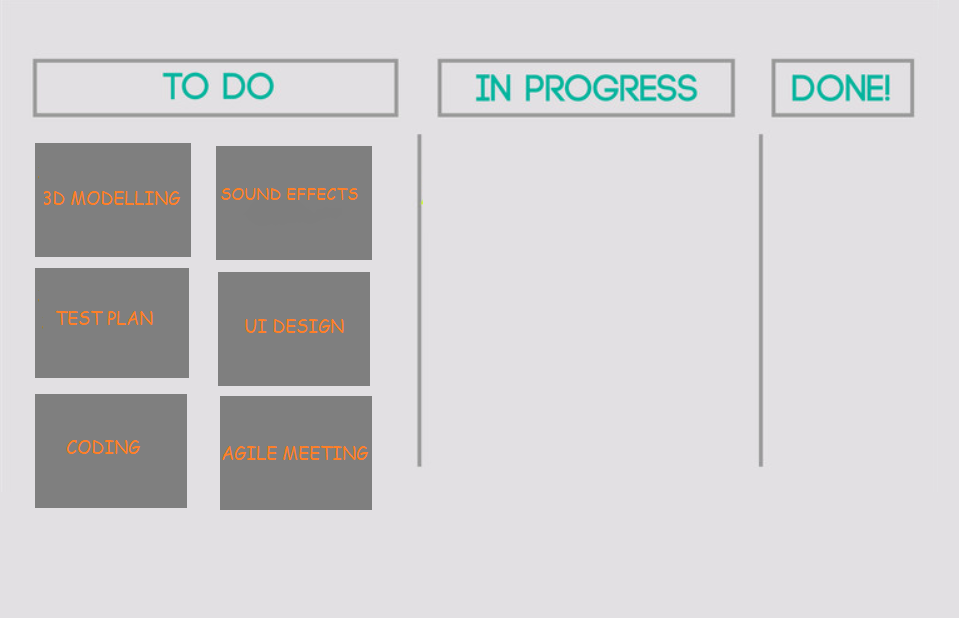 TO DO
IN PROGRESS
DONE!
3D MODELLING
SOUND EFFECTS
TEST PLAN
UI DESIGN
CODING
AGILE MEETING